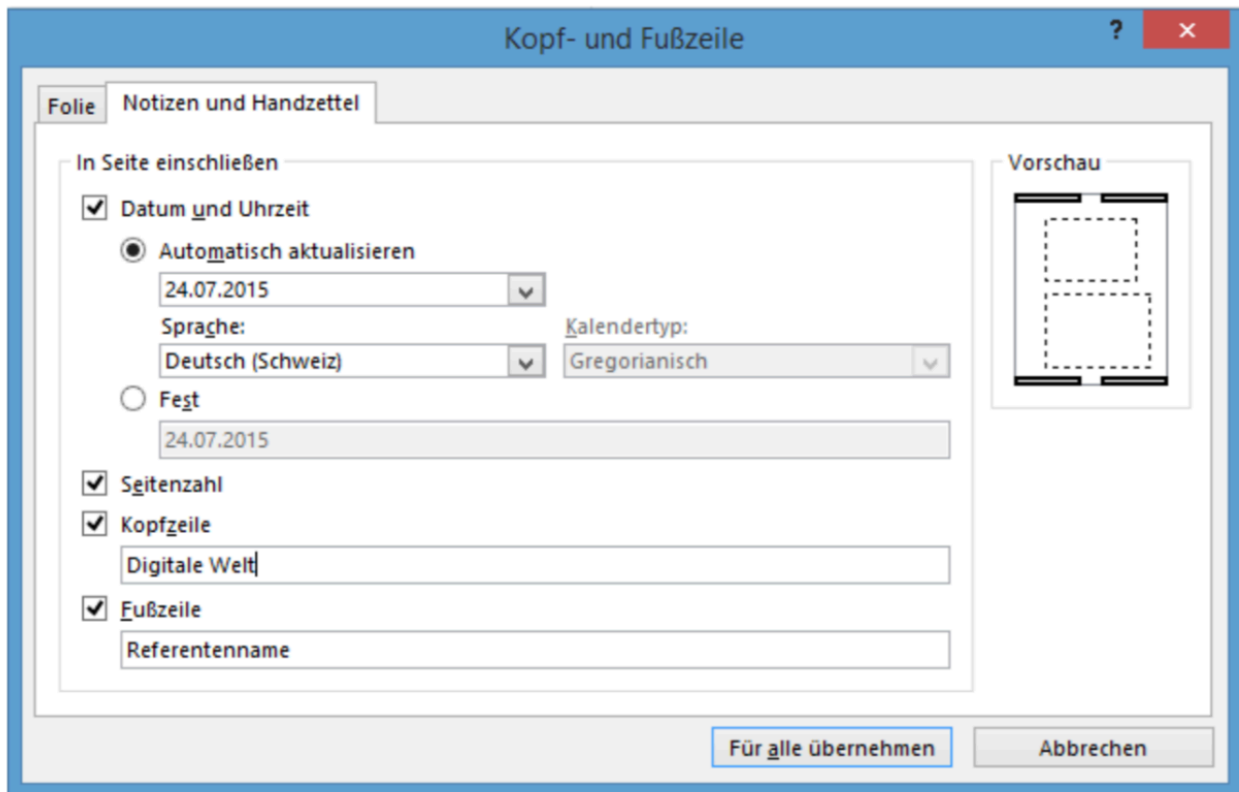 Kopf- und Fußzeile
?
Folie
Notizen und Handzettel
In Seite einschließen
Vorschau
Datum und Uhrzeit
Automatisch aktualisieren
24.07.2015
Sprache:
Kalendertyp:
Deutsch (Schweiz)
Gregorianisch
Fest
24.07.2015
Seitenzahl
Kopfzeile
Digitale Welt
Fußzeile
Referentenname
Für alle übernehmen
Abbrechen